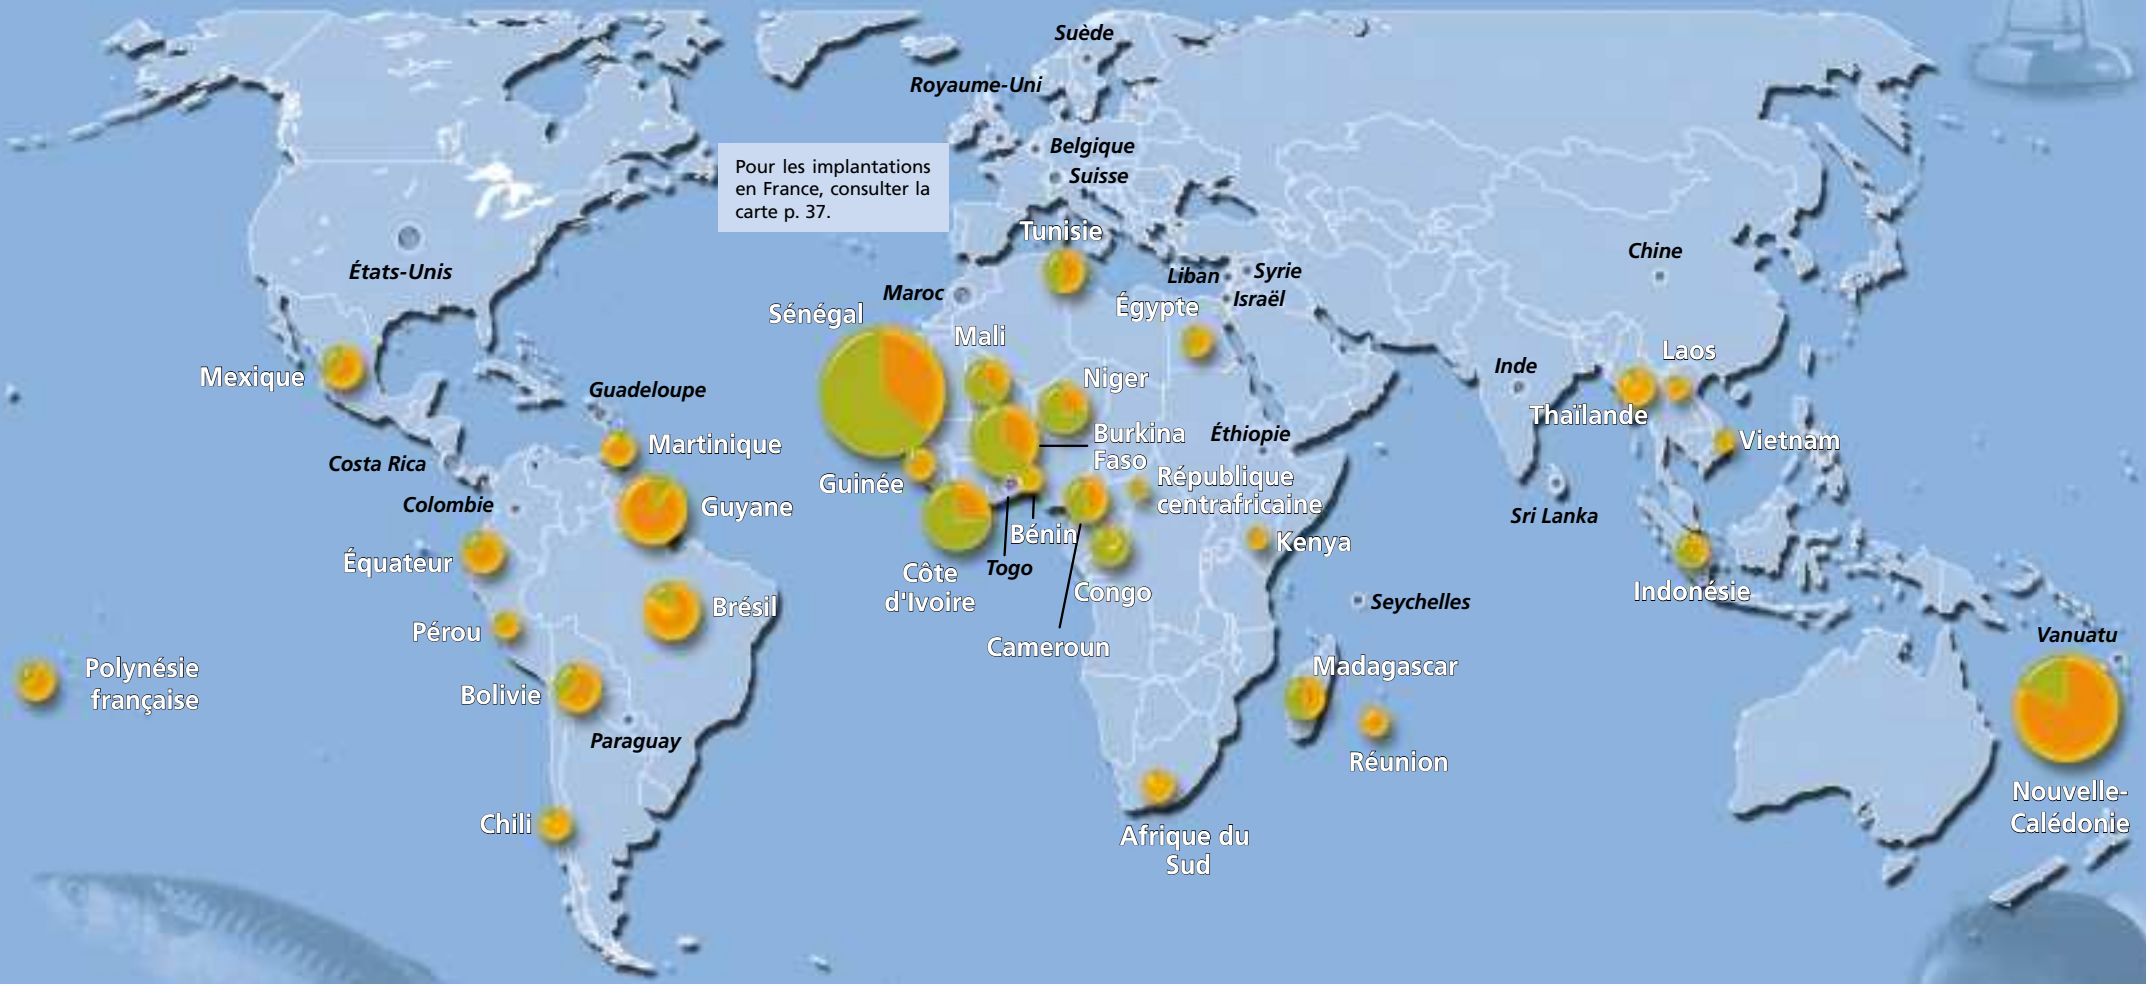 Suède
Royaume-Uni
Belgique
Suisse
Pour les implantations
en France, consulter la
carte p. 37.
Tunisie
États-Unis
Maroc
Liban
Syrie
Israël
Chine
Égypte
Sénégal
Mali
Mexique
Niger
Inde
Laos
Guadeloupe
Thaïlande
Martinique
Burkina
Faso
Éthiopie
Vietnam
Costa Rica
Guinée
République
centrafricaine
Colombie
Guyane
Sri Lanka
Bénin
Kenya
Équateur
Côte
d'Ivoire
Togo
Congo
Indonésie
Brésil
Seychelles
Pérou
Cameroun
Vanuatu
Polynésie
française
Bolivie
Madagascar
Paraguay
Réunion
Nouvelle-
Calédonie
Chili
Afrique du
Sud